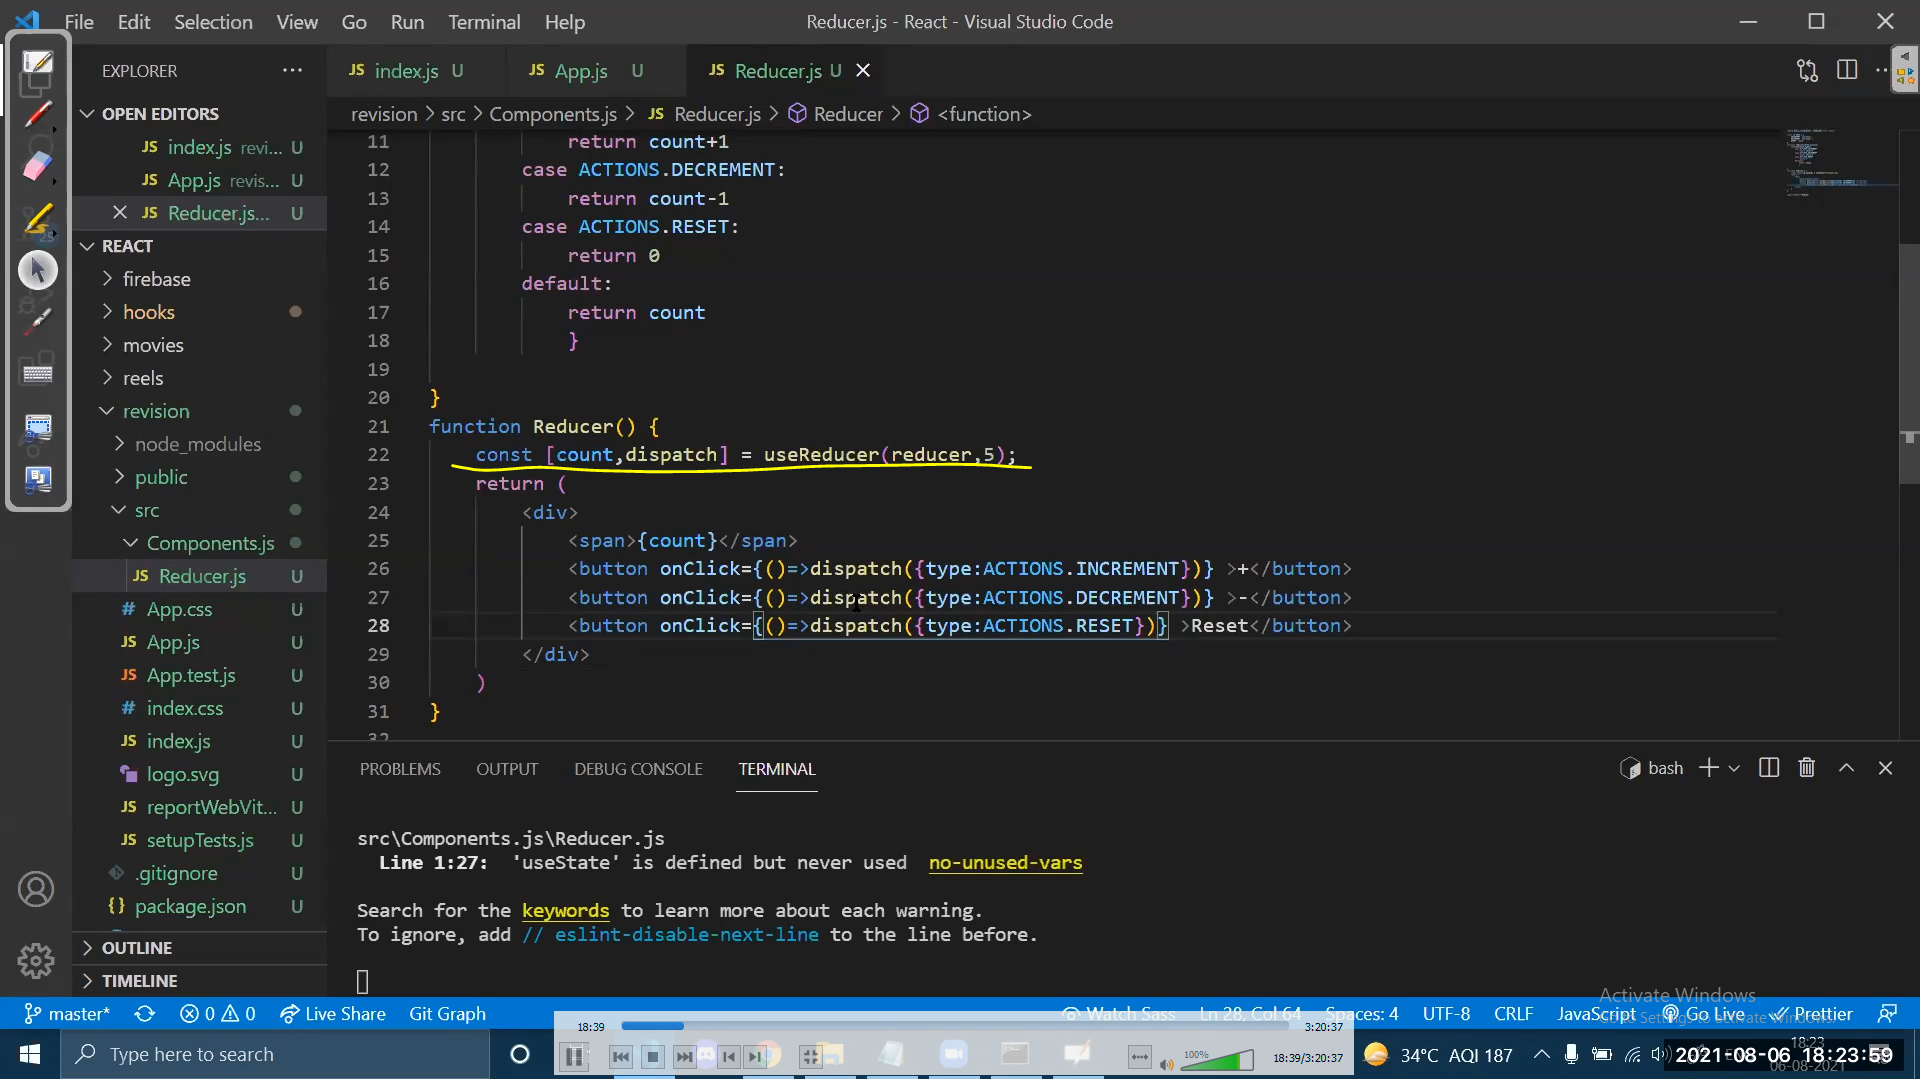 File Edit Selection View Go Run Terminal Help Reducer.js - React - Visual Studio Code
EXPLORER
OPEN EDITORS
JS index.js revi... U
JS App.js revis... U
JS Reducer.js... U
REACT
firebase
hooks
movies
reels
revision
node_modules
public
src
Components.js
JS Reducer.js U
# App.css U
JS App.js U
JS App.test.js U
# index.css U
JS index.js U
logo.svg U
JS reportWebVit... U
JS setupTests.js U
.gitignore U
{} package.json U
OUTLINE
TIMELINE
JS index.js U JS App.js U JS Reducer.js U
revision > src > Components.js > JS Reducer.js > Reducer > <function>
11 return count+1
12 case ACTIONS.DECREMENT:
13 return count-1
14 case ACTIONS.RESET:
15 return 0
16 default:
17 return count
18 }
19
20 }
21 function Reducer() {
22 const [count,dispatch] = useReducer(reducer,5);
23 return (
24 <div>
25 <span>{count}</span>
26 <button onClick={()=>dispatch({type:ACTIONS.INCREMENT})} >+</button>
27 <button onClick={()=>dispatch({type:ACTIONS.DECREMENT})} >-</button>
28 <button onClick={()=>dispatch({type:ACTIONS.RESET})} >Reset</button>
29 </div>
30 )
31 }
32
PROBLEMS OUTPUT DEBUG CONSOLE TERMINAL bash
src\Components.js\Reducer.js
Line 1:27: 'useState' is defined but never used no-unused-vars
Search for the keywords to learn more about each warning.
To ignore, add // eslint-disable-next-line to the line before.
Activate Windows
Go to Settings to activate Windows.
master* 0 0 Live Share Git Graph Watch Sass Ln 28, Col 64 Spaces: 4 UTF-8 CRLF JavaScript Go Live Prettier
18:39 3:20:37
Type here to search 100% 18:39/3:20:37 34°C AQI 187 18:23
2021-08-06 18:23:59
06-08-2021